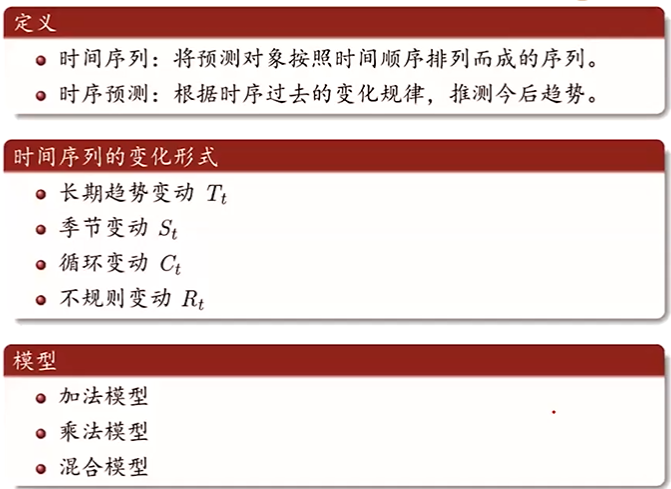 定义
时间序列：将预测对象按照时间顺序排列而成的序列。
时序预测：根据时序过去的变化规律，推测今后趋势。
时间序列的变化形式
长期趋势变动 Tₜ
季节变动 Sₜ
循环变动 Cₜ
不规则变动 Rₜ
模型
加法模型
乘法模型
混合模型